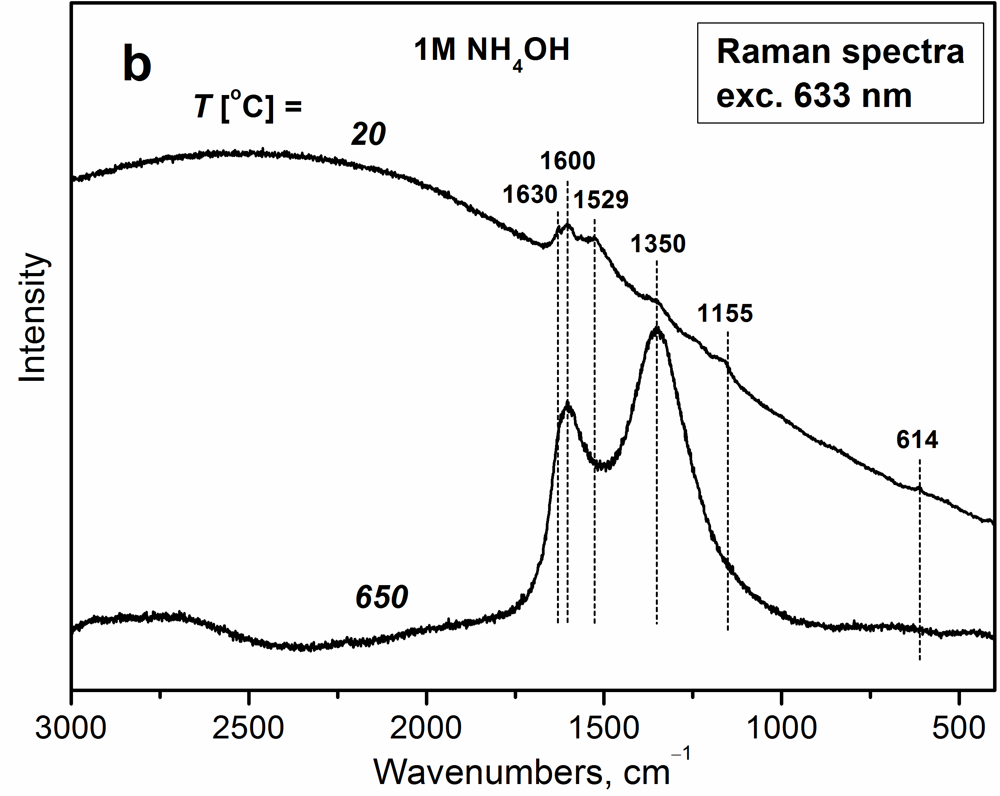 b
1M NH₄OH
Raman spectra
exc. 633 nm
T [°C] =
20
1600
1630
1529
1350
1155
614
650
Intensity
3000 2500 2000 1500 1000 500
Wavenumbers, cm⁻¹